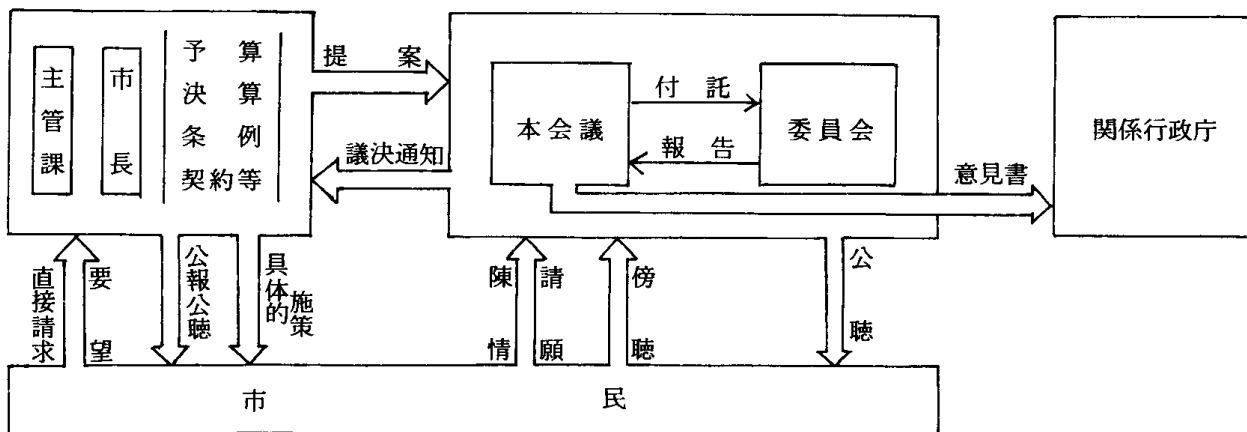 主管課
市長
予算
決算
条例
契約等
提案
議決通知
本会議
付託
報告
委員会
意見書
関係行政庁
直接請求
要望
公報公聴
具体的施策
陳情
請願
傍聴
公聴
市民